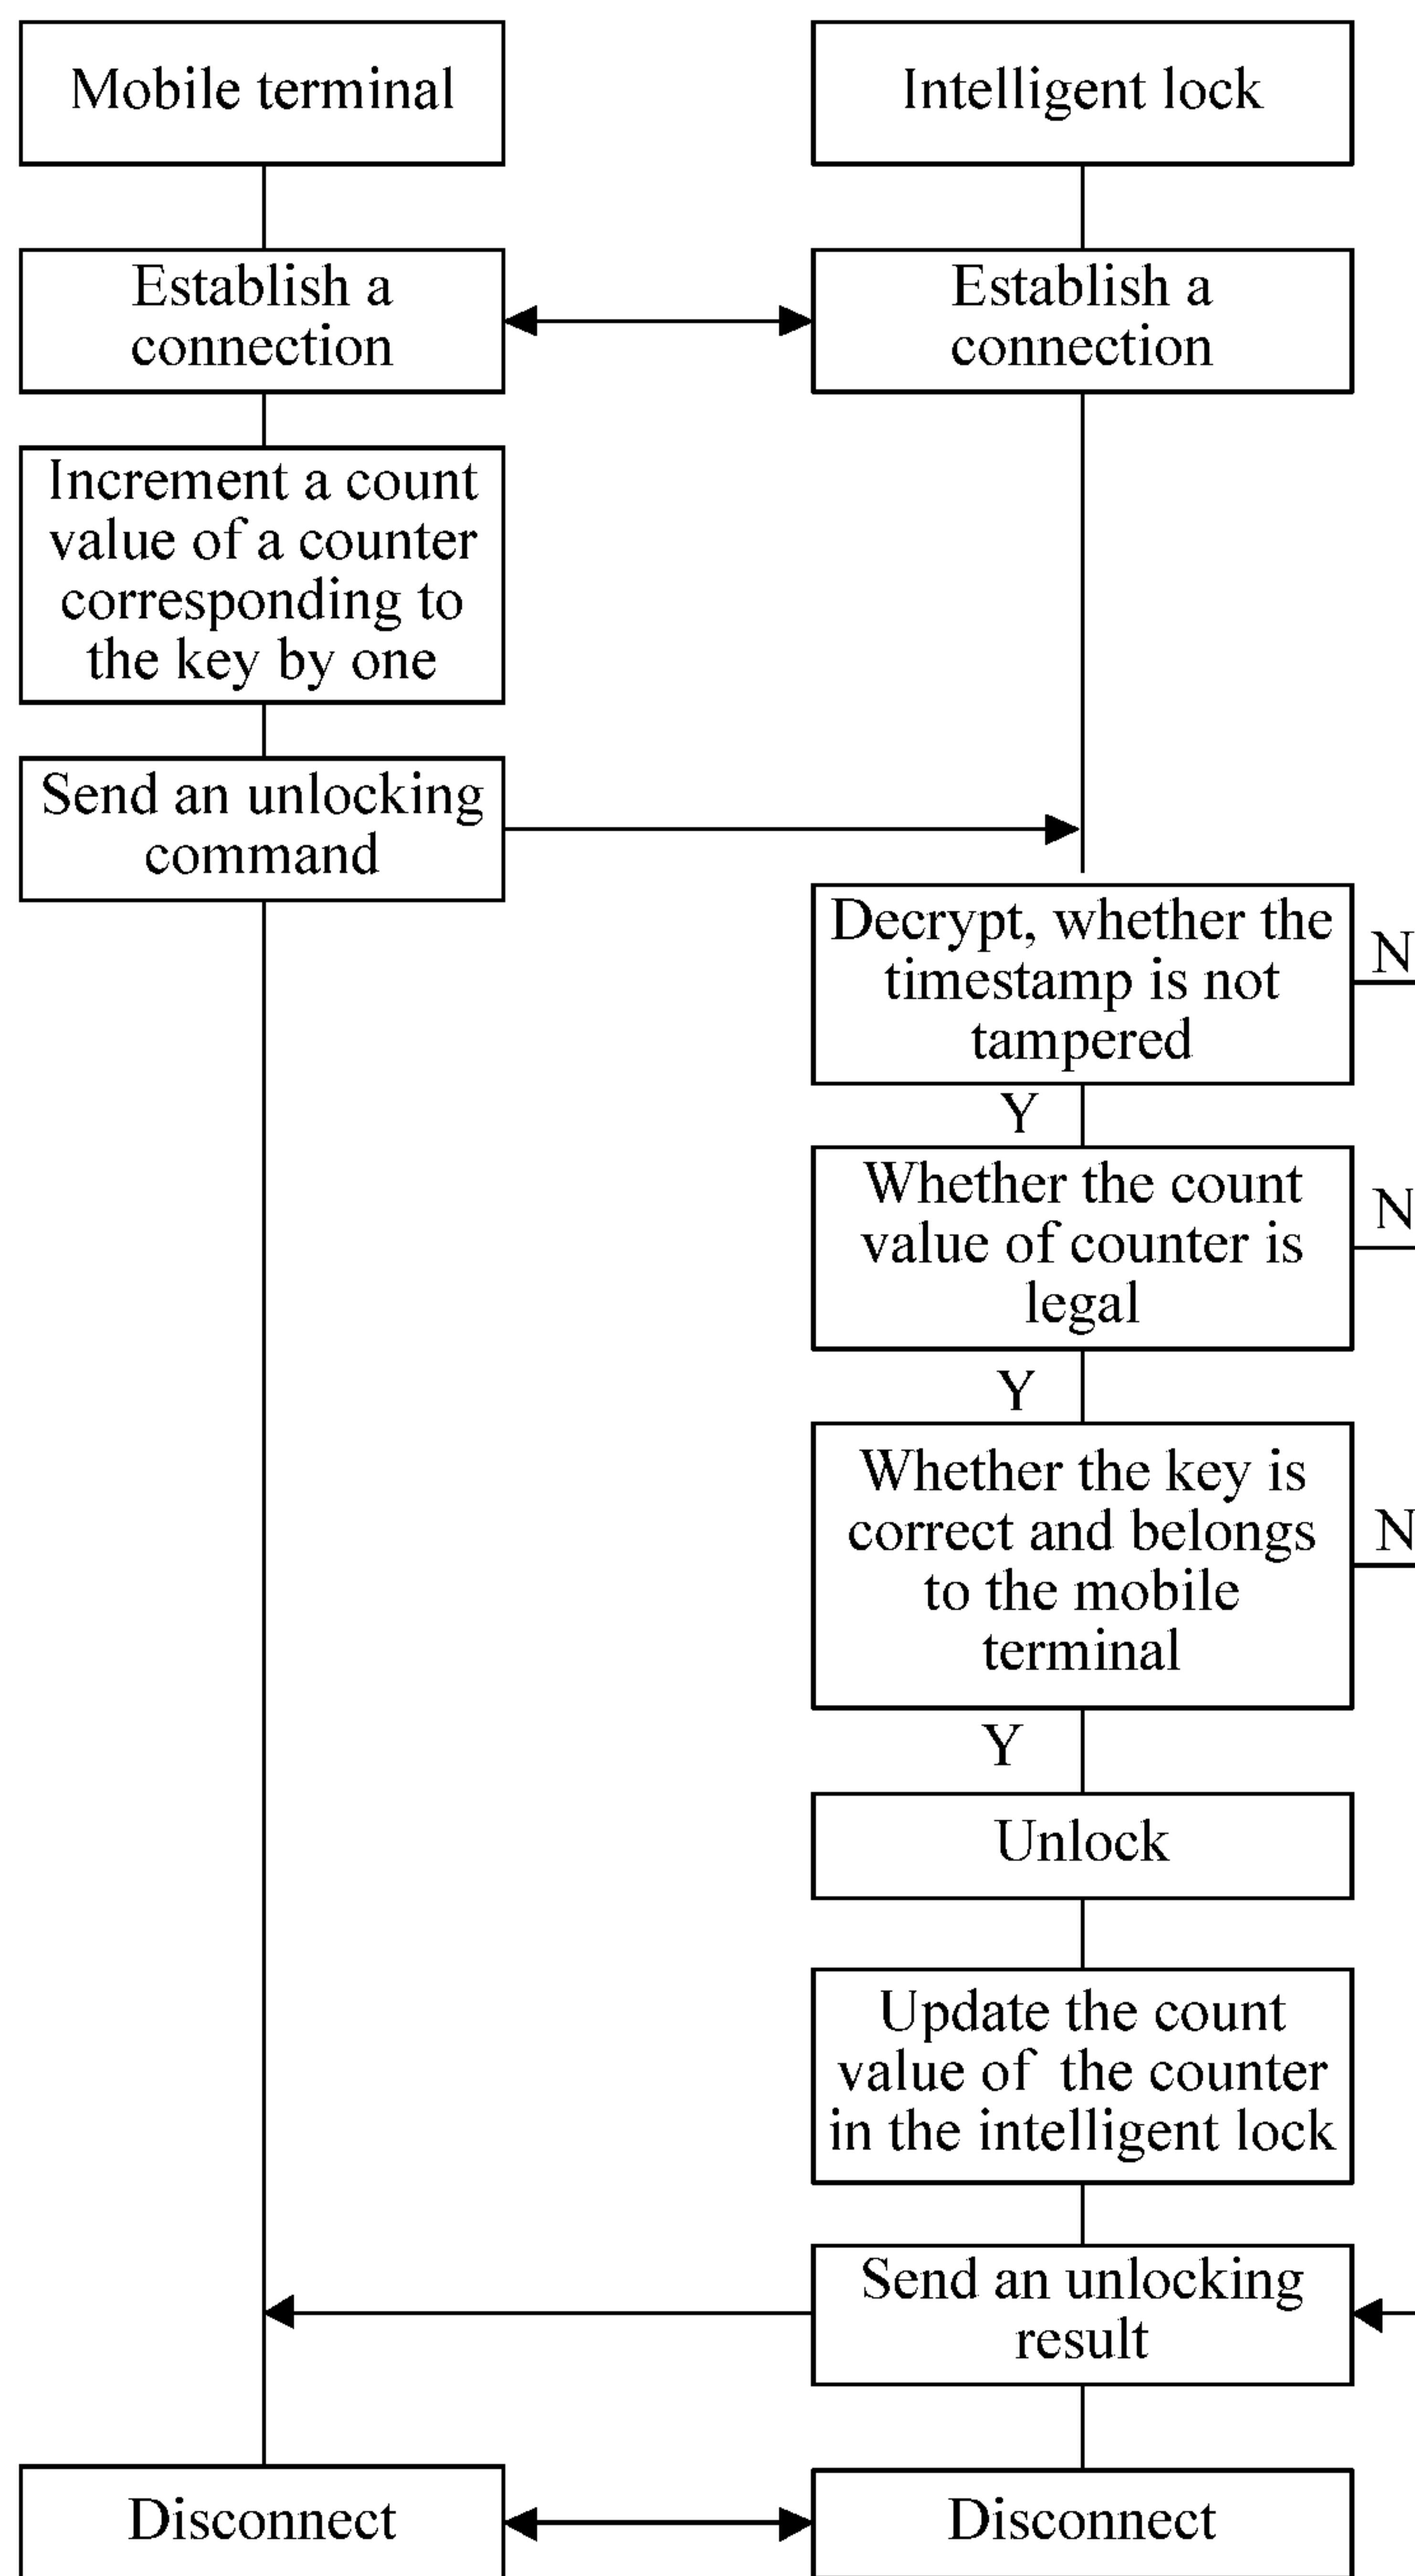 Mobile terminal
Intelligent lock
Establish a
connection
Establish a
connection
Increment a count
value of a counter
corresponding to
the key by one
Send an unlocking
command
Decrypt, whether the
timestamp is not
tampered
N
Y
Whether the count
value of counter is
legal
N
Y
Whether the key is
correct and belongs
to the mobile
terminal
N
Y
Unlock
Update the count
value of the counter
in the intelligent lock
Send an unlocking
result
Disconnect
Disconnect